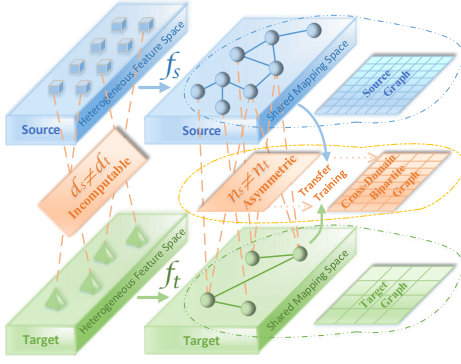 Heterogeneous Feature Space
Source
f_s
Shared Mapping Space
Source
Source
Graph
d_s≠d_t
Incomputable
n_s≠n_t
Asymmetric
Transfer
Training
Cross-Domain
Bipartite
Graph
Heterogeneous Feature Space
Target
f_t
Shared Mapping Space
Target
Target
Graph